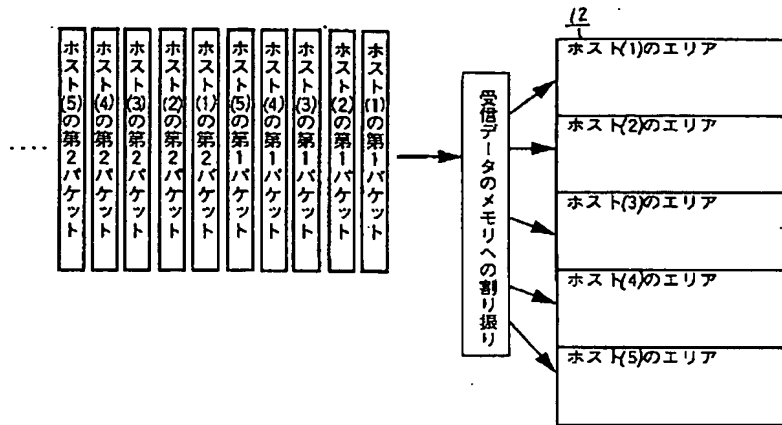 12
ホスト(1)のエリア
ホスト(2)のエリア
ホスト(3)のエリア
ホスト(4)のエリア
ホスト(5)のエリア
受信データのメモリへの割り振り
ホスト(1)の第1パケット
ホスト(2)の第1パケット
ホスト(3)の第1パケット
ホスト(4)の第1パケット
ホスト(5)の第1パケット
ホスト(1)の第2パケット
ホスト(2)の第2パケット
ホスト(3)の第2パケット
ホスト(4)の第2パケット
ホスト(5)の第2パケット
‥‥